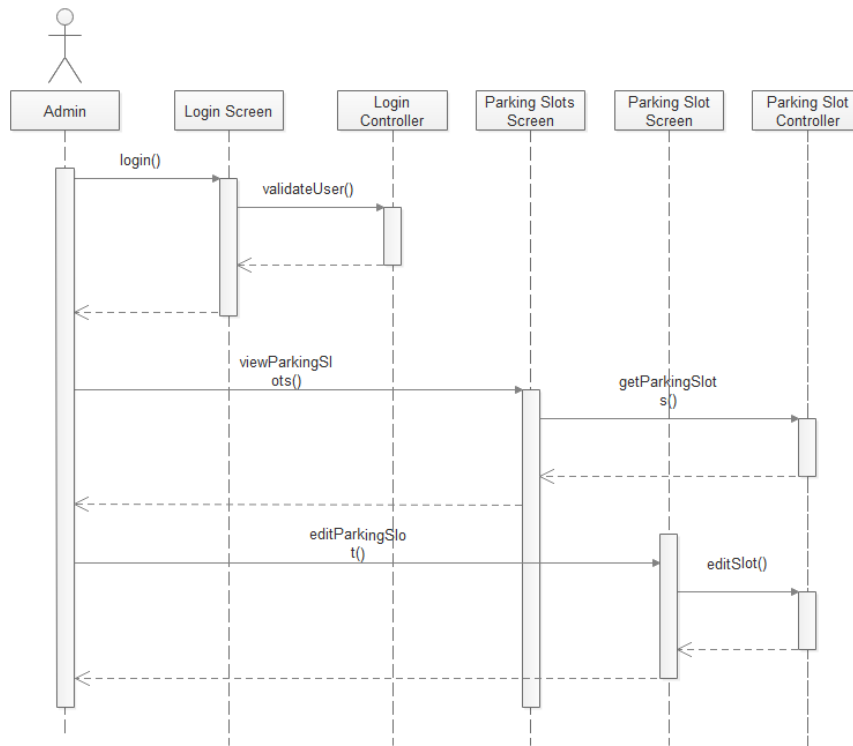 Admin
Login Screen
Login
Controller
Parking Slots
Screen
Parking Slot
Screen
Parking Slot
Controller
login()
validateUser()
viewParkingSl
ots()
getParkingSlot
s()
editParkingSlo
t()
editSlot()